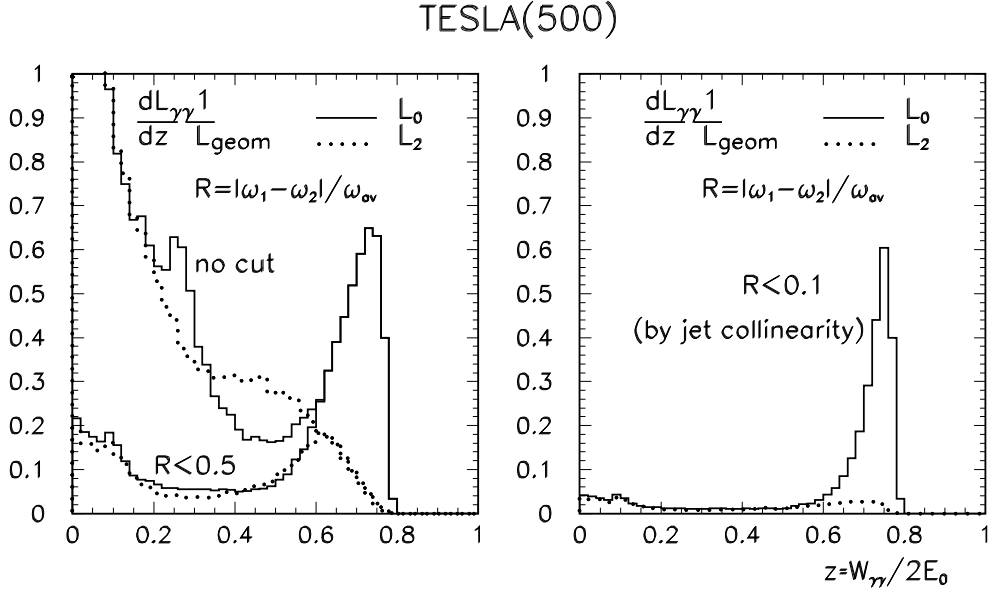 TESLA(500)
1
0.9
0.8
0.7
0.6
0.5
0.4
0.3
0.2
0.1
0
0 0.2 0.4 0.6 0.8 1
dLγγ 1
dz Lgeom
L0
L2
R=|ω1−ω2|/ωav
no cut
R<0.5
1
0.9
0.8
0.7
0.6
0.5
0.4
0.3
0.2
0.1
0
0 0.2 0.4 0.6 0.8 1
dLγγ 1
dz Lgeom
L0
L2
R=|ω1−ω2|/ωav
R<0.1
(by jet collinearity)
z=Wγγ/2E0